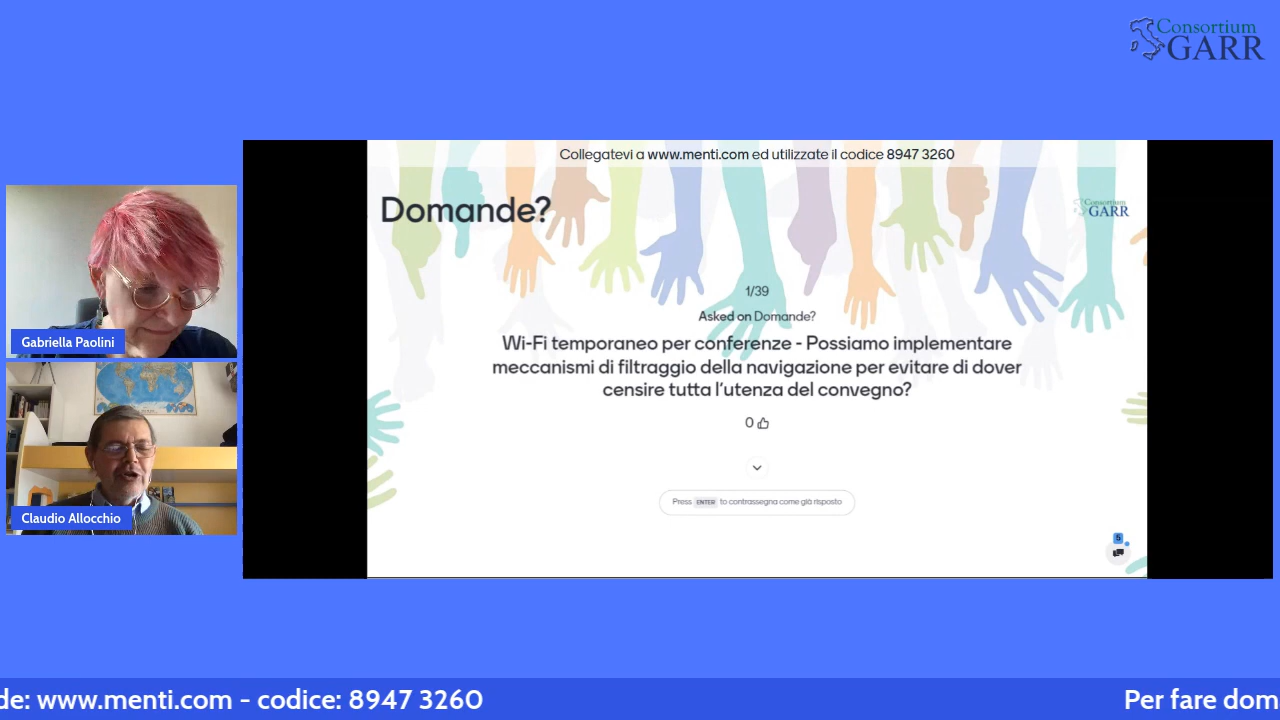 Consortium
GARR
Collegatevi a www.menti.com ed utilizzate il codice 8947 3260
Domande?
Consortium
GARR
1/39
Asked on Domande?
Wi-Fi temporaneo per conferenze - Possiamo implementare
meccanismi di filtraggio della navigazione per evitare di dover
censire tutta l'utenza del convegno?
0
Press ENTER to contrassegna come già risposto
5
Gabriella Paolini
Claudio Allocchio
de: www.menti.com - codice: 8947 3260
Per fare dom